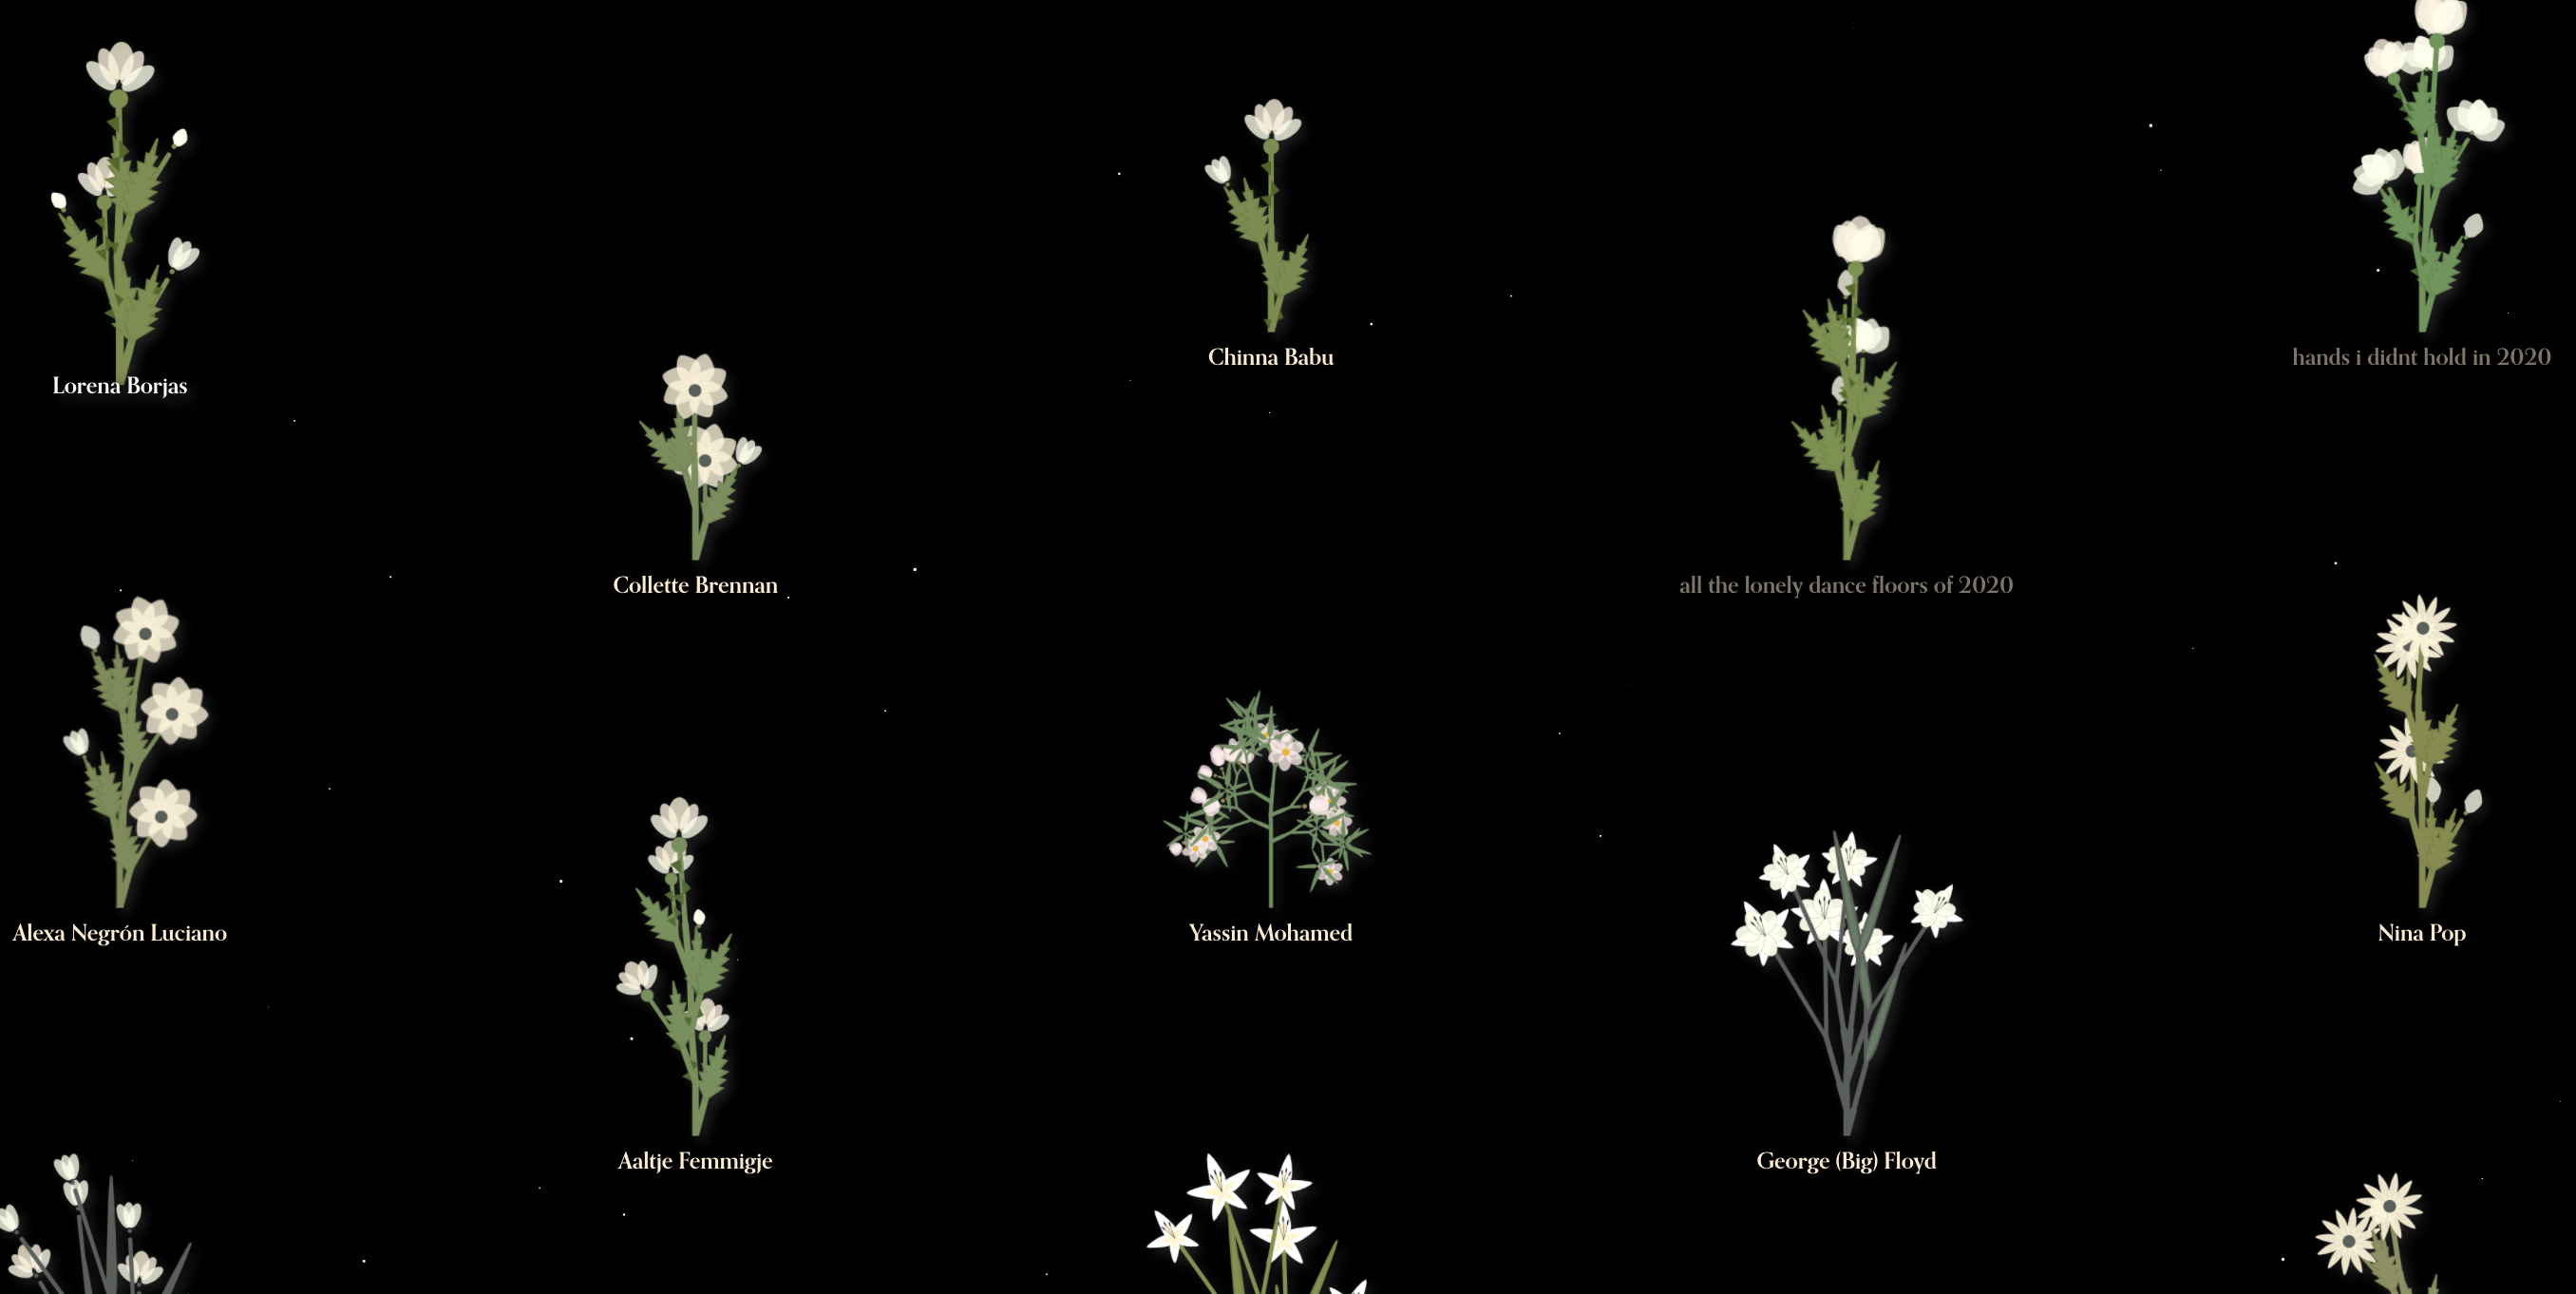 Lorena Borjas
Chinna Babu
hands i didnt hold in 2020
Collette Brennan
all the lonely dance floors of 2020
Alexa Negrón Luciano
Yassin Mohamed
Nina Pop
Aaltje Femmigje
George (Big) Floyd